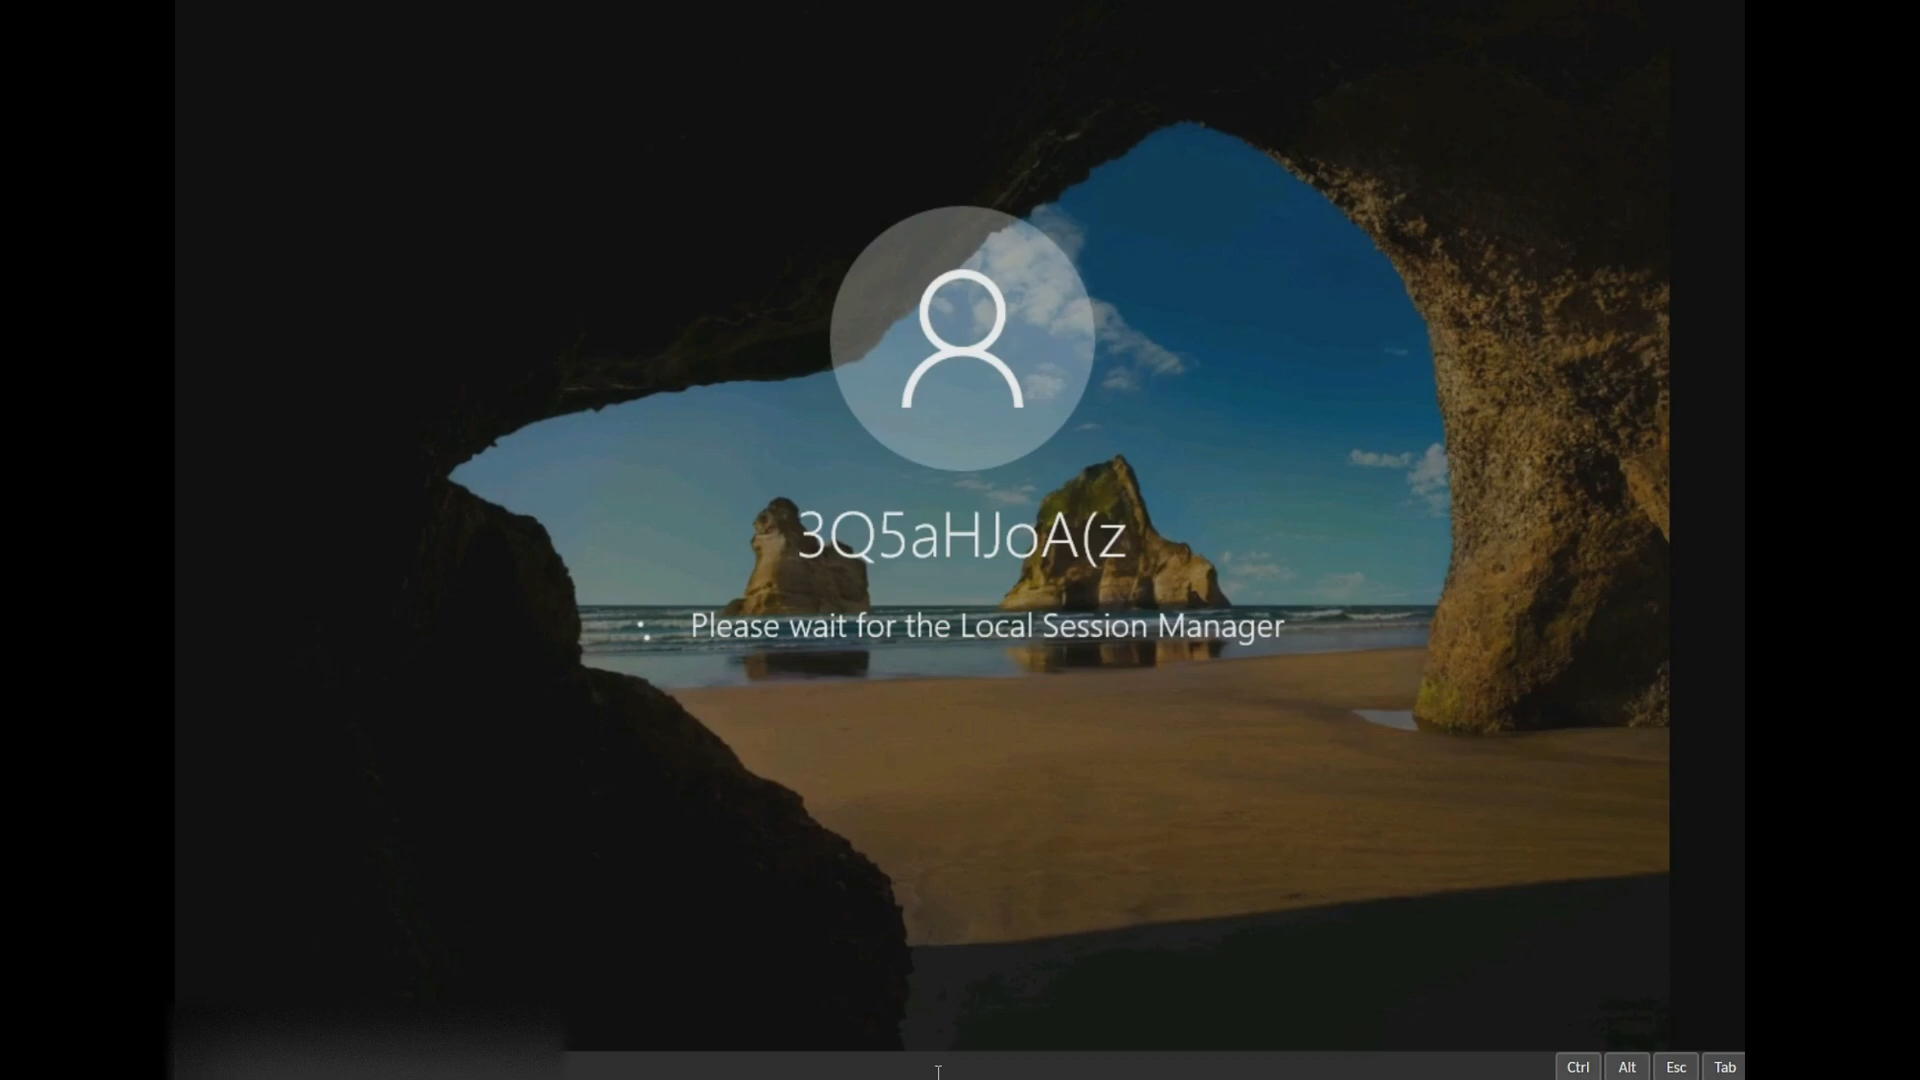 3Q5aHJoA(z
Please wait for the Local Session Manager
Ctrl Alt Esc Tab